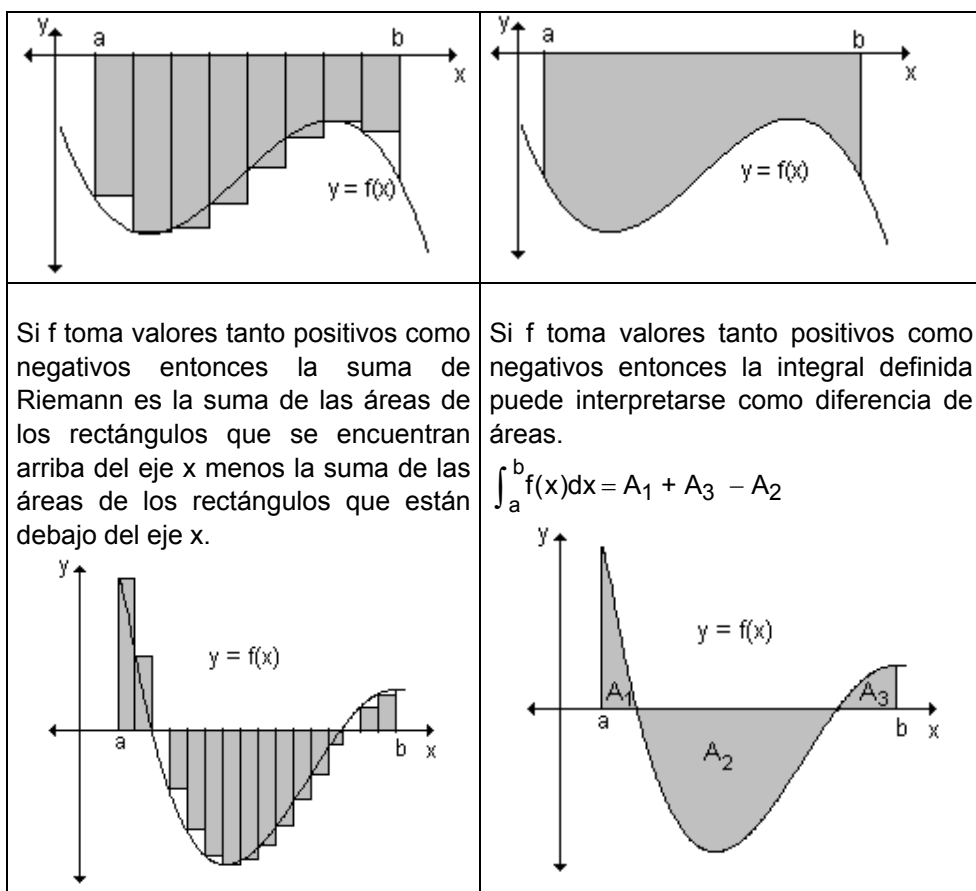 y
a
b
x
y = f(x)
y
a
b
x
y = f(x)
Si f toma valores tanto positivos como
negativos entonces la suma de
Riemann es la suma de las áreas de
los rectángulos que se encuentran
arriba del eje x menos la suma de las
áreas de los rectángulos que están
debajo del eje x.
y
y = f(x)
a
b
x
Si f toma valores tanto positivos como
negativos entonces la integral definida
puede interpretarse como diferencia de
áreas.
∫ₐᵇ f(x)dx = A₁ + A₃ − A₂
y
y = f(x)
A₁
A₃
a
b
x
A₂